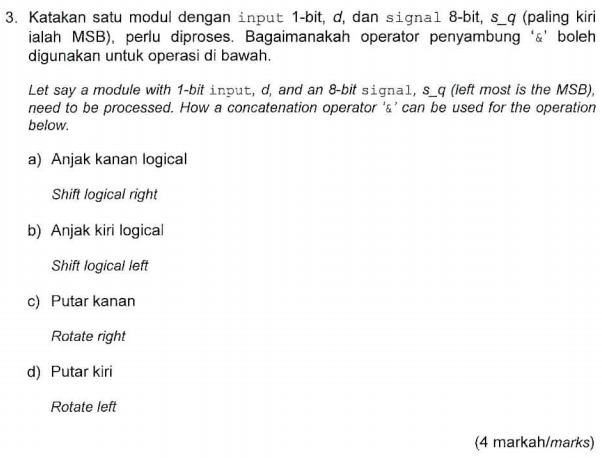 3. Katakan satu modul dengan input 1-bit, d, dan signal 8-bit, s_q (paling kiri
ialah MSB), perlu diproses. Bagaimanakah operator penyambung '&' boleh
digunakan untuk operasi di bawah.
Let say a module with 1-bit input, d, and an 8-bit signal, s_q (left most is the MSB),
need to be processed. How a concatenation operator '&' can be used for the operation
below.
a) Anjak kanan logical
Shift logical right
b) Anjak kiri logical
Shift logical left
c) Putar kanan
Rotate right
d) Putar kiri
Rotate left
(4 markah/marks)